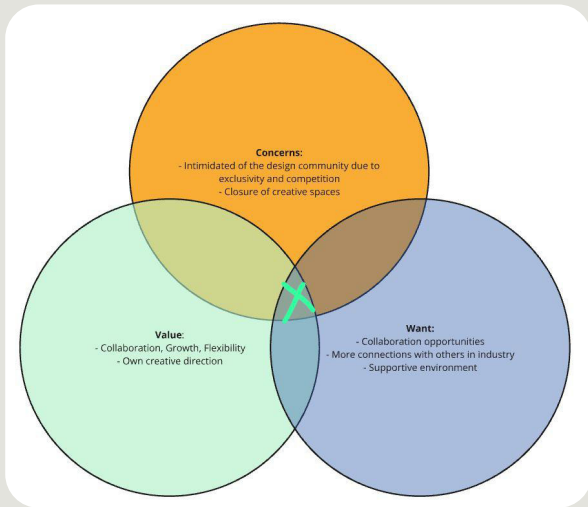 Concerns:
- Intimidated of the design community due to
exclusivity and competition
- Closure of creative spaces
Value:
- Collaboration, Growth, Flexibility
- Own creative direction
Want:
- Collaboration opportunities
- More connections with others in industry
- Supportive environment